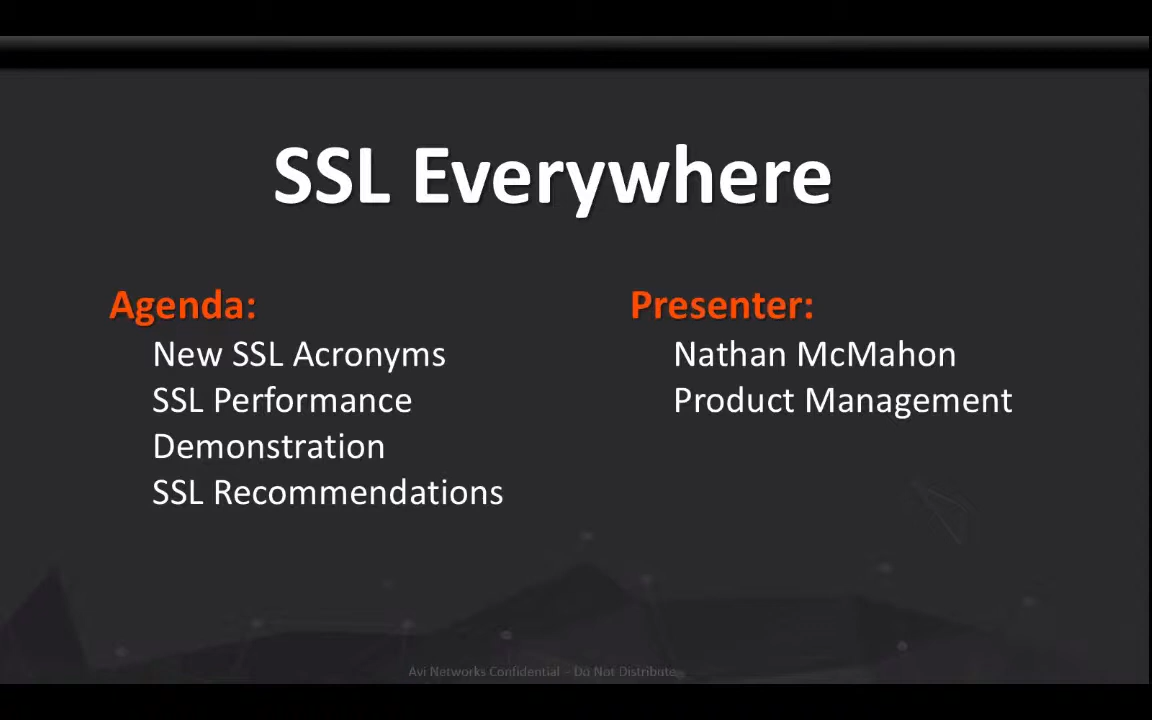 SSL Everywhere
Agenda:
New SSL Acronyms
SSL Performance
Demonstration
SSL Recommendations
Presenter:
Nathan McMahon
Product Management
Avi Networks Confidential – Do Not Distribute